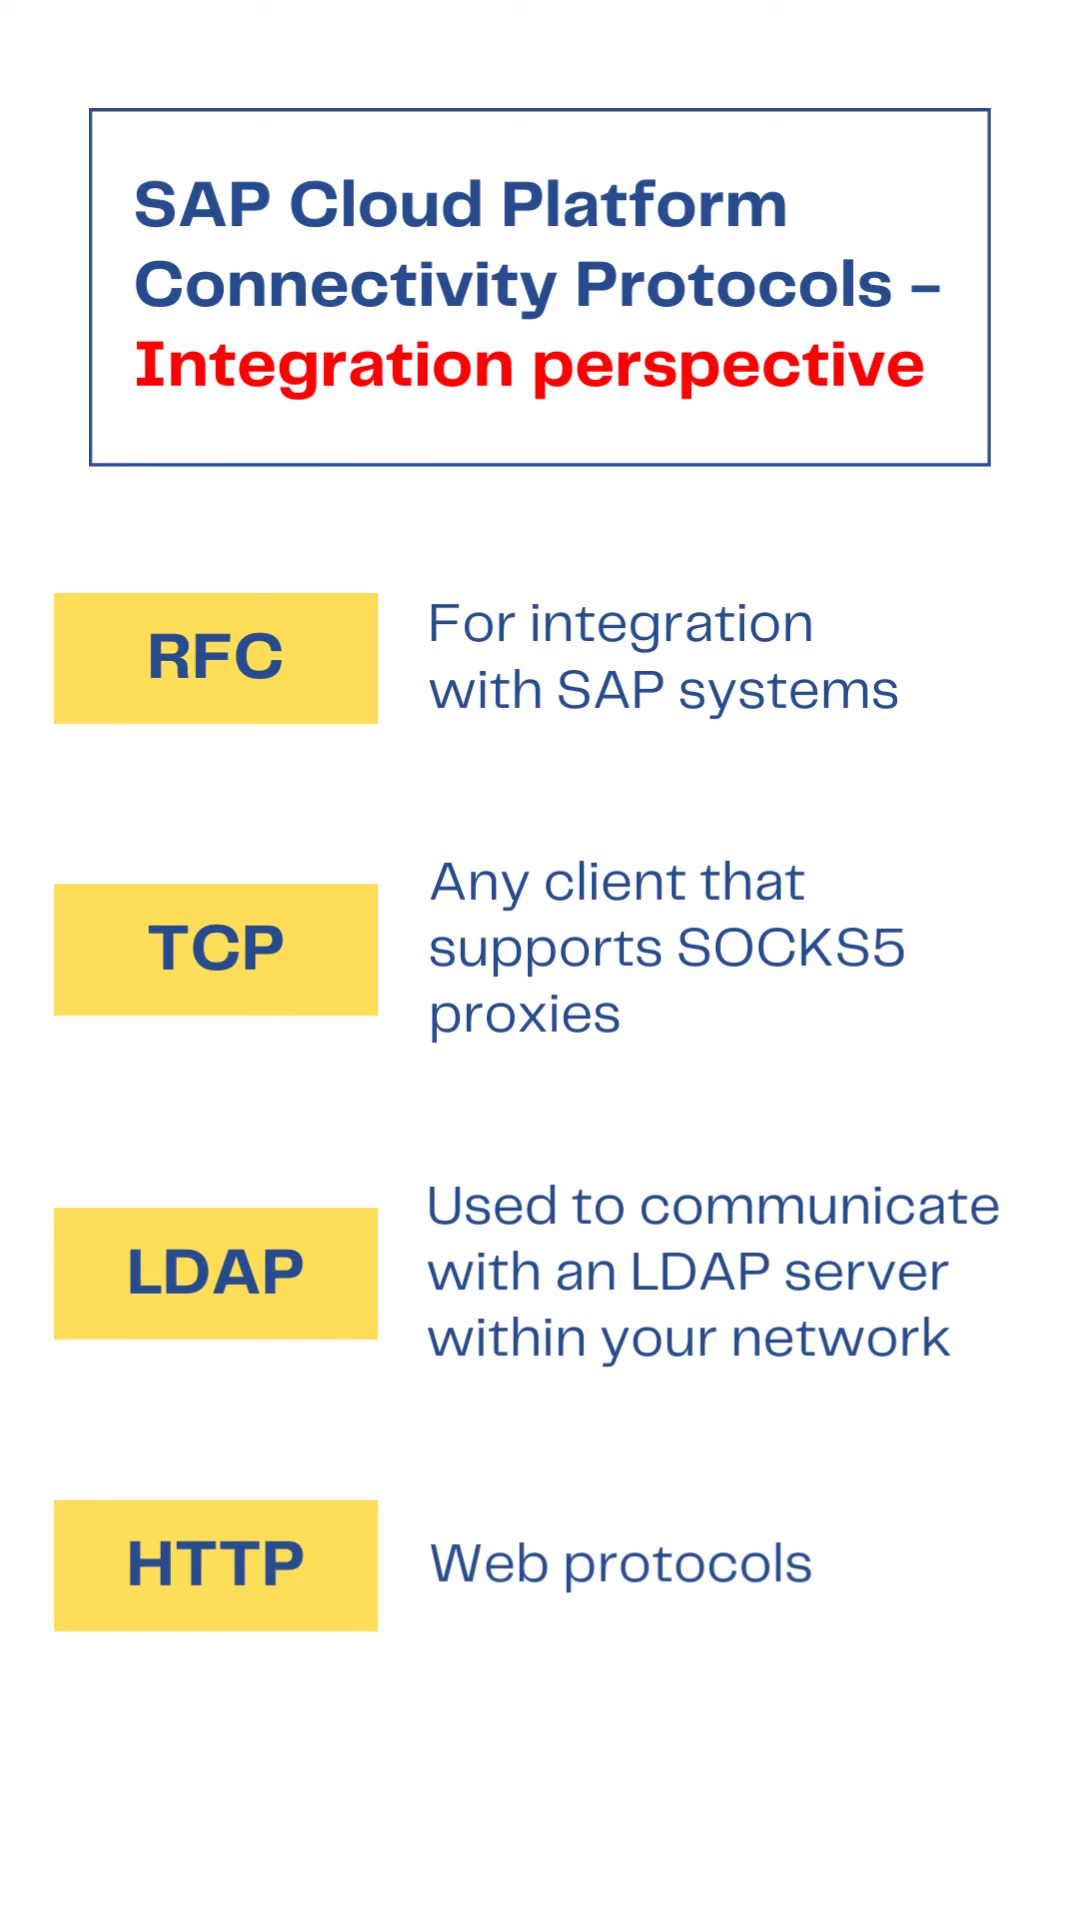 SAP Cloud Platform
Connectivity Protocols –
Integration perspective
RFC
For integration
with SAP systems
TCP
Any client that
supports SOCKS5
proxies
LDAP
Used to communicate
with an LDAP server
within your network
HTTP
Web protocols